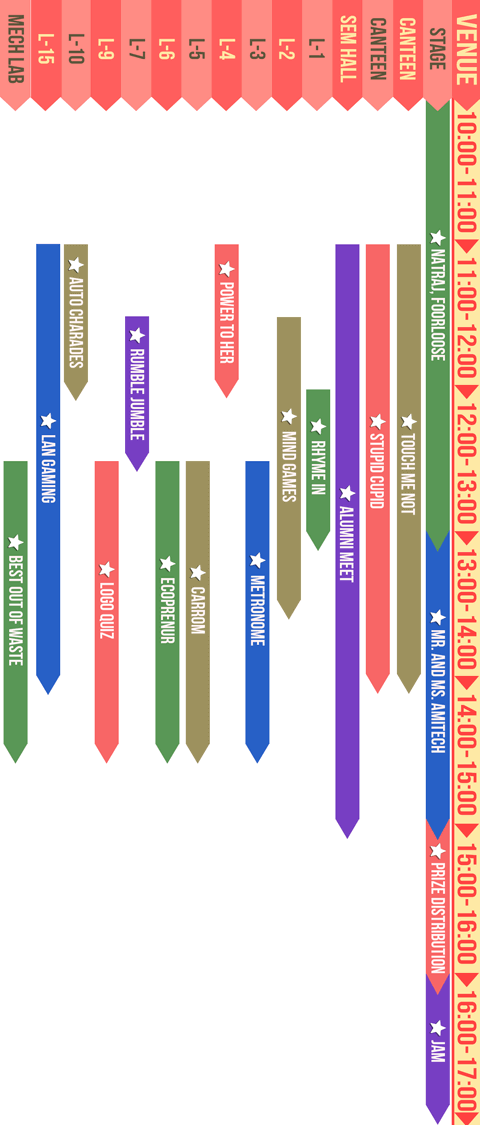 VENUE 10:00-11:00 11:00-12:00 12:00-13:00 13:00-14:00 14:00-15:00 15:00-16:00 16:00-17:00
STAGE NATRAJ, FOORLOOSE MR. AND MS. AMITECH PRIZE DISTRIBUTION JAM
CANTEEN TOUCH ME NOT
CANTEEN STUPID CUPID
SEM HALL ALUMNI MEET
L-1 RHYME IN
L-2 MIND GAMES
L-3 METRONOME
L-4 POWER TO HER
L-5 CARROM
L-6 ECOPRENUR
L-7 RUMBLE JUMBLE
L-9 LOGO QUIZ
L-10 AUTO CHARADES
L-15 LAN GAMING
MECH LAB BEST OUT OF WASTE